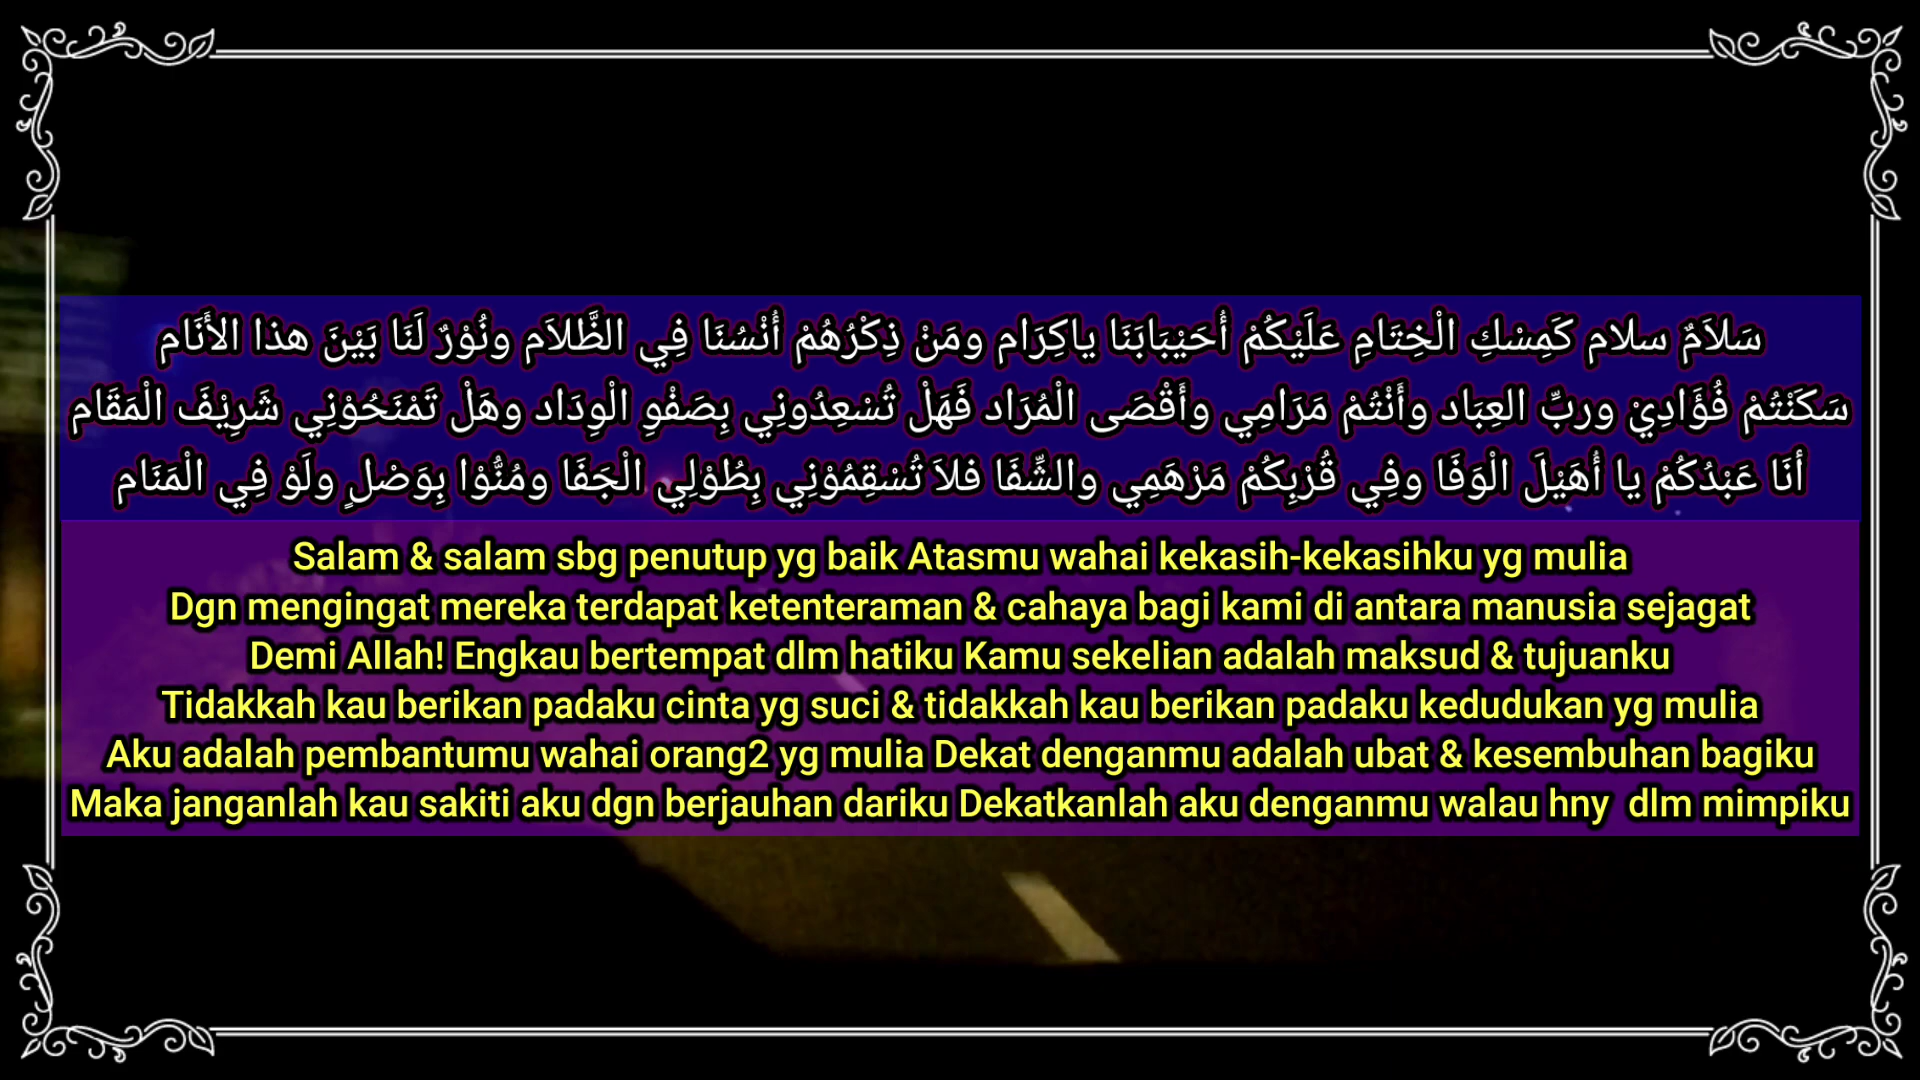 سَلاَمٌ سلام كَمِسْكِ الْخِتَامِ عَلَيْكُمْ أُحَيْبَابَنَا ياكِرَام ومَنْ ذِكْرُهُمْ أُنْسُنَا فِي الظَّلاَم ونُوْرٌ لَنَا بَيْنَ هذا الأَنَام
سَكَنْتُمْ فُؤَادِيْ وربِّ العِبَاد وأَنْتُمْ مَرَامِي وأَقْصَى الْمُرَاد فَهَلْ تُسْعِدُونِي بِصَفْوِ الْوِدَاد وهَلْ تَمْنَحُوْنِي شَرِيْفَ الْمَقَام
أنَا عَبْدُكُمْ يا أُهَيْلَ الْوَفَا وفِي قُرْبِكُمْ مَرْهَمِي والشِّفَا فلاَ تُسْقِمُوْنِي بِطُوْلِي الْجَفَا ومُنُّوْا بِوَصْلٍ ولَوْ فِي الْمَنَام
Salam & salam sbg penutup yg baik Atasmu wahai kekasih-kekasihku yg mulia
Dgn mengingat mereka terdapat ketenteraman & cahaya bagi kami di antara manusia sejagat
Demi Allah! Engkau bertempat dlm hatiku Kamu sekelian adalah maksud & tujuanku
Tidakkah kau berikan padaku cinta yg suci & tidakkah kau berikan padaku kedudukan yg mulia
Aku adalah pembantumu wahai orang2 yg mulia Dekat denganmu adalah ubat & kesembuhan bagiku
Maka janganlah kau sakiti aku dgn berjauhan dariku Dekatkanlah aku denganmu walau hny dlm mimpiku